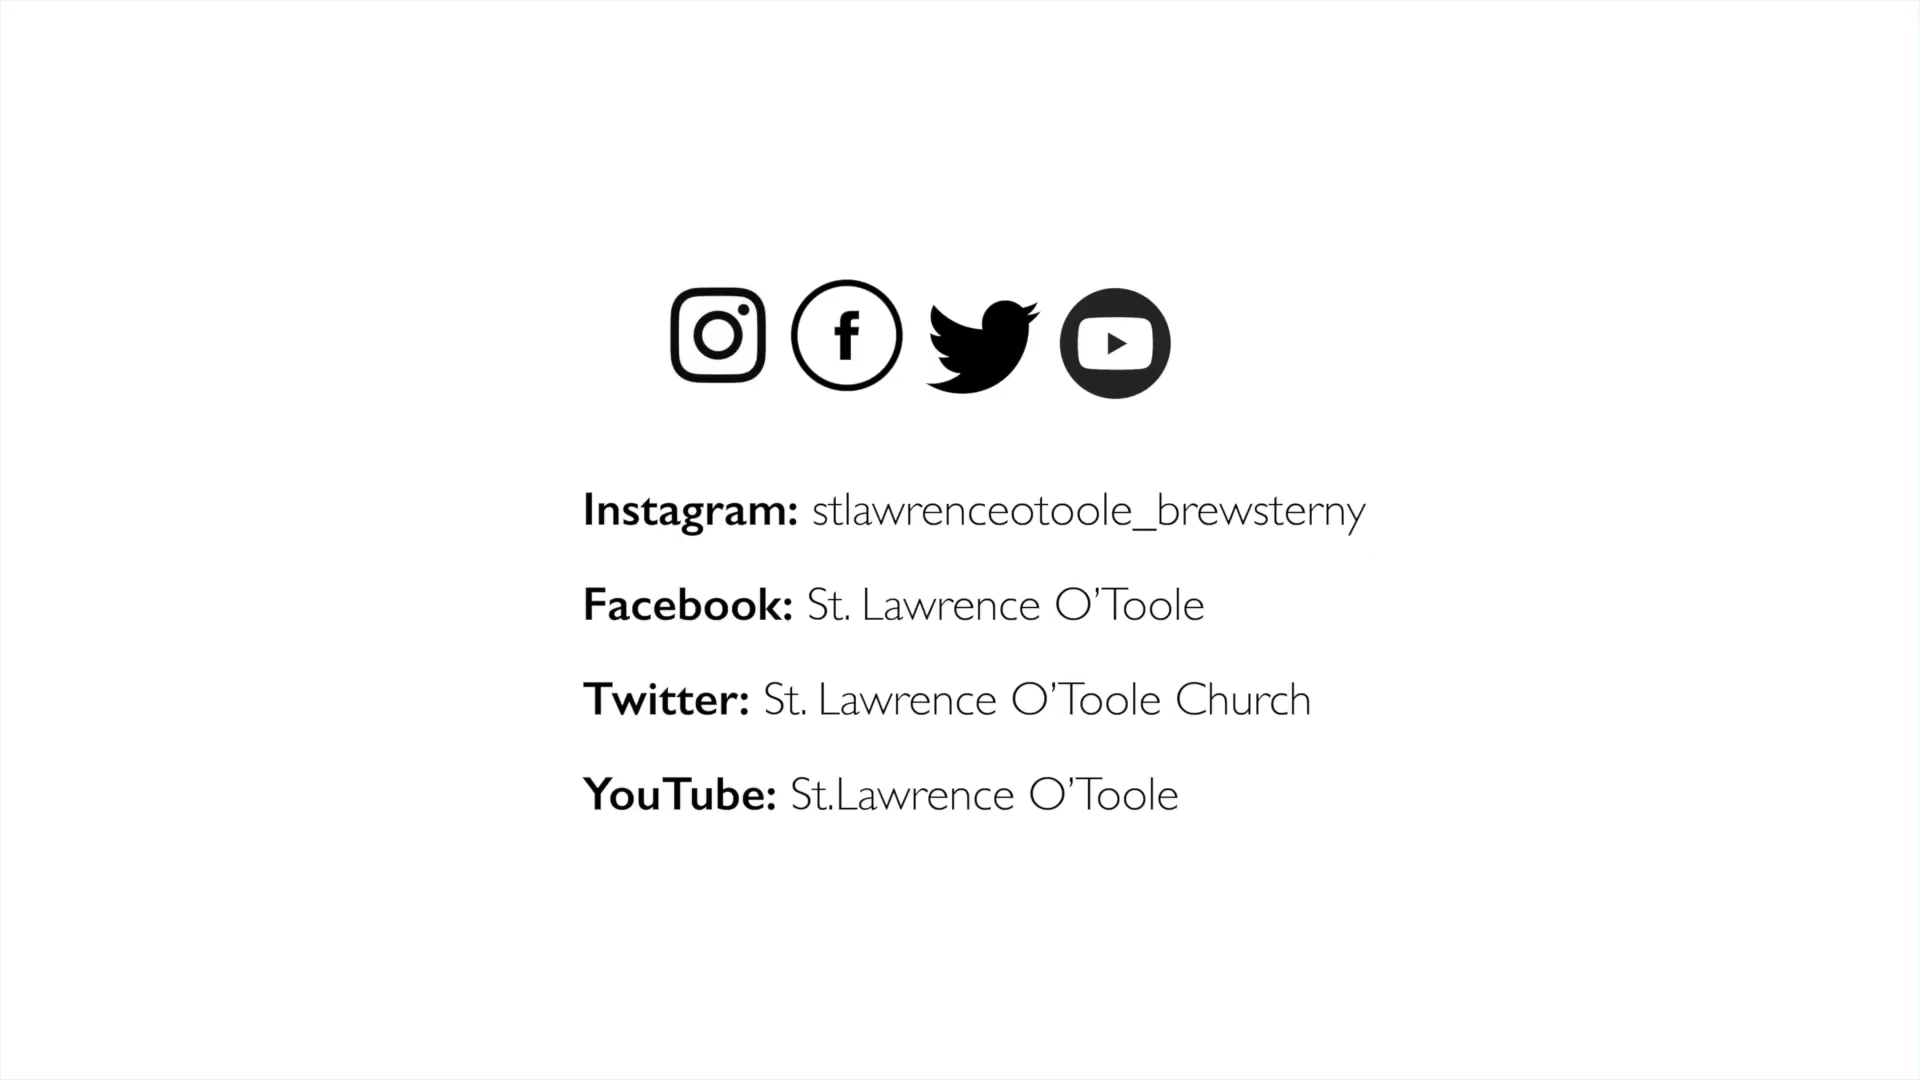 Instagram: stlawrenceotoole_brewsterny
Facebook: St. Lawrence O’Toole
Twitter: St. Lawrence O’Toole Church
YouTube: St.Lawrence O’Toole